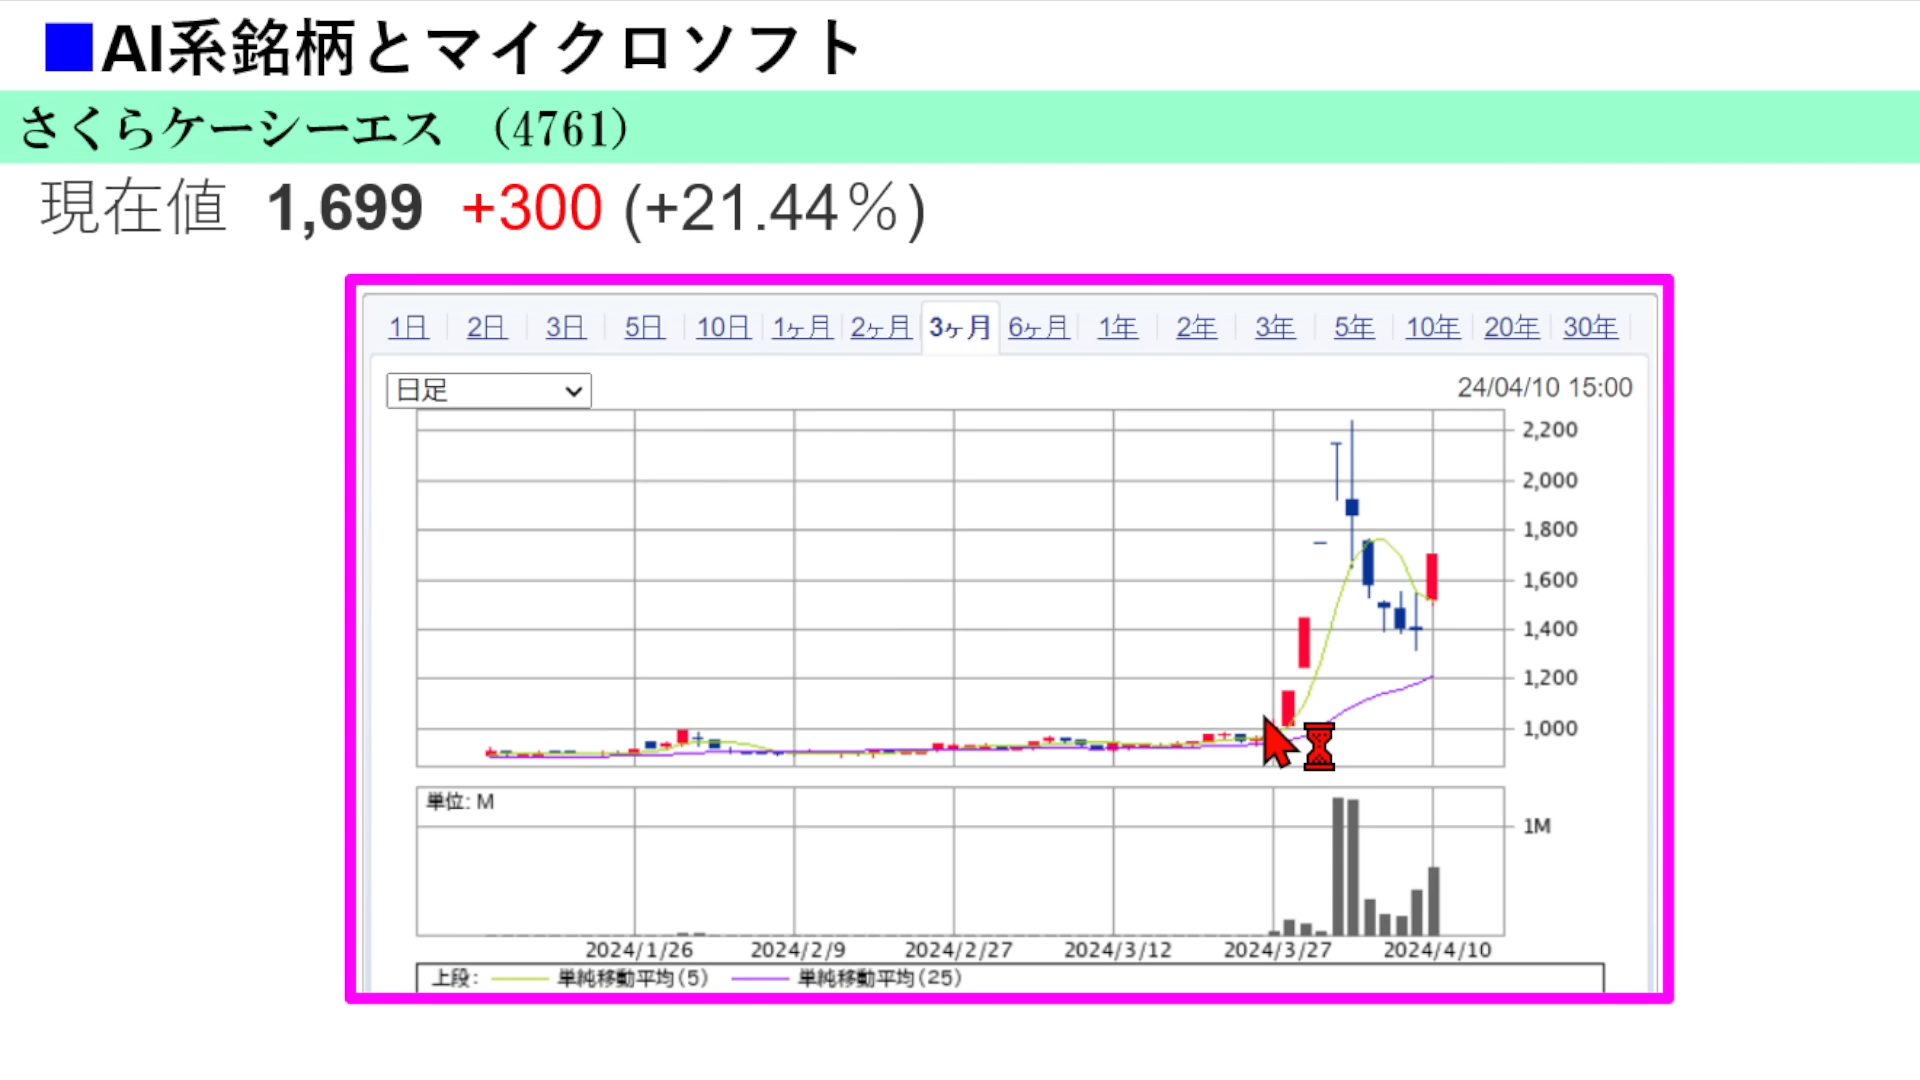 ■AI系銘柄とマイクロソフト
さくらケーシーエス （4761）
現在値 1,699 +300 (+21.44％)
1日 2日 3日 5日 10日 1ヶ月 2ヶ月 3ヶ月 6ヶ月 1年 2年 3年 5年 10年 20年 30年
日足 24/04/10 15:00
2,200
2,000
1,800
1,600
1,400
1,200
1,000
単位: M
1M
2024/1/26 2024/2/9 2024/2/27 2024/3/12 2024/3/27 2024/4/10
上段: 単純移動平均(5) 単純移動平均(25)